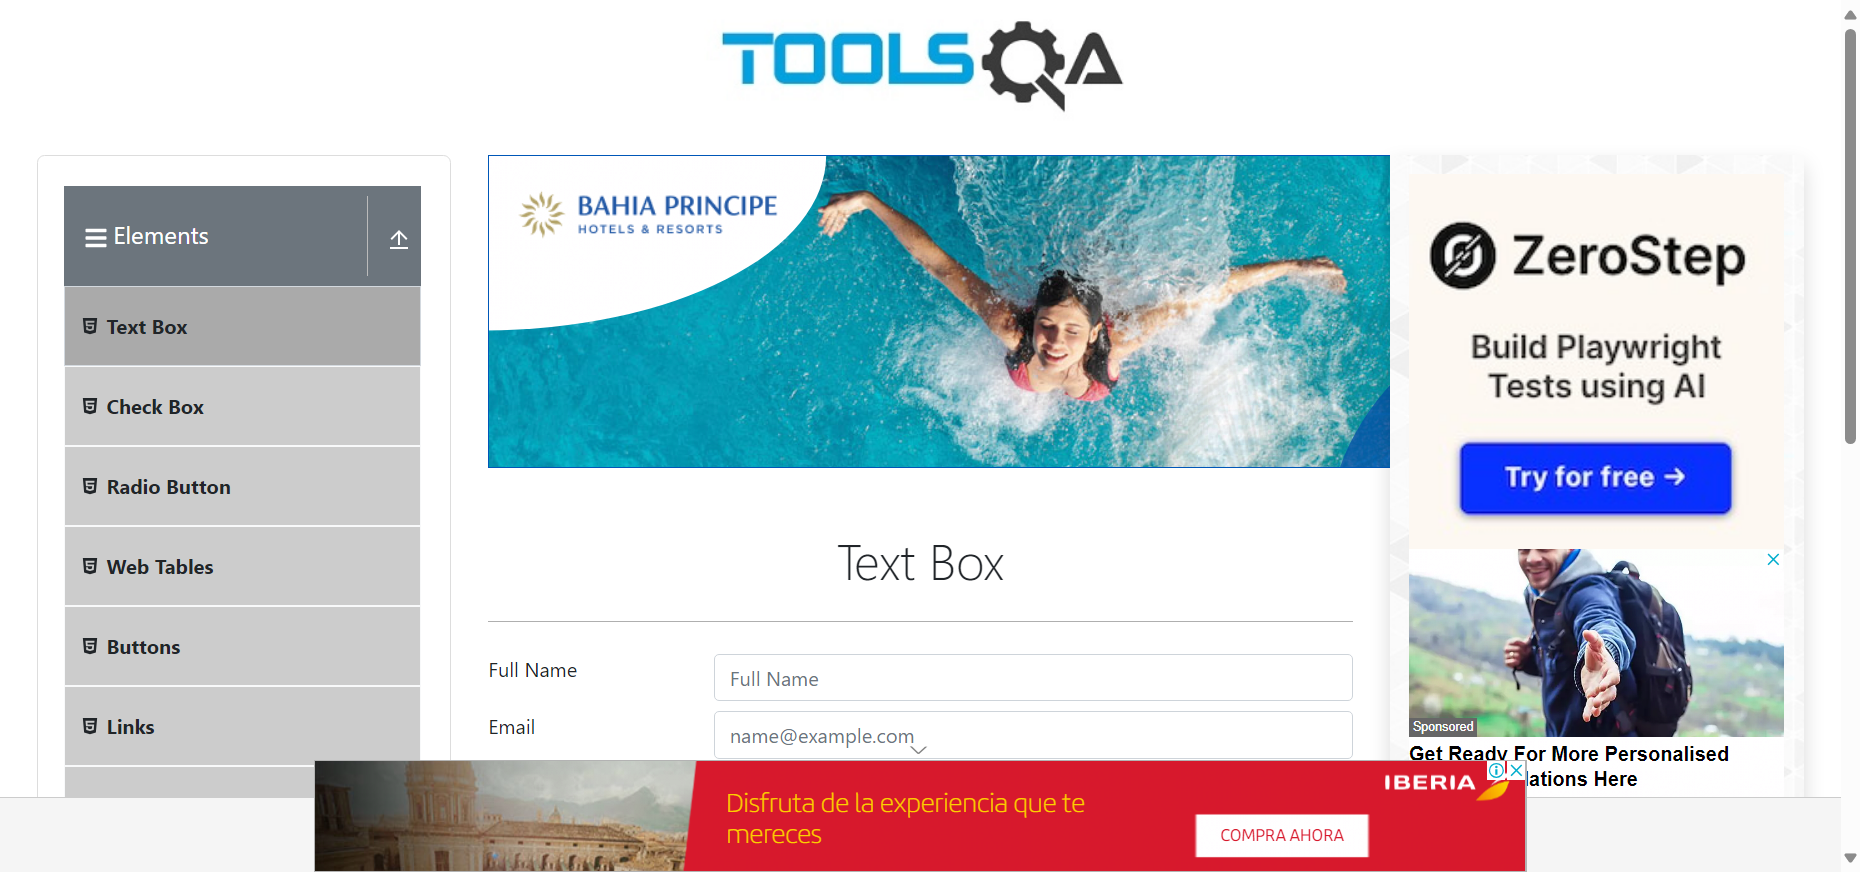 TOOLSQA
Elements
Text Box
Check Box
Radio Button
Web Tables
Buttons
Links
BAHIA PRINCIPE
HOTELS & RESORTS
Text Box
Full Name
Full Name
Email
name@example.com
ZeroStep
Build Playwright
Tests using AI
Try for free →
Sponsored
Get Ready For More Personalised
ations Here
Disfruta de la experiencia que te
mereces
IBERIA
COMPRA AHORA